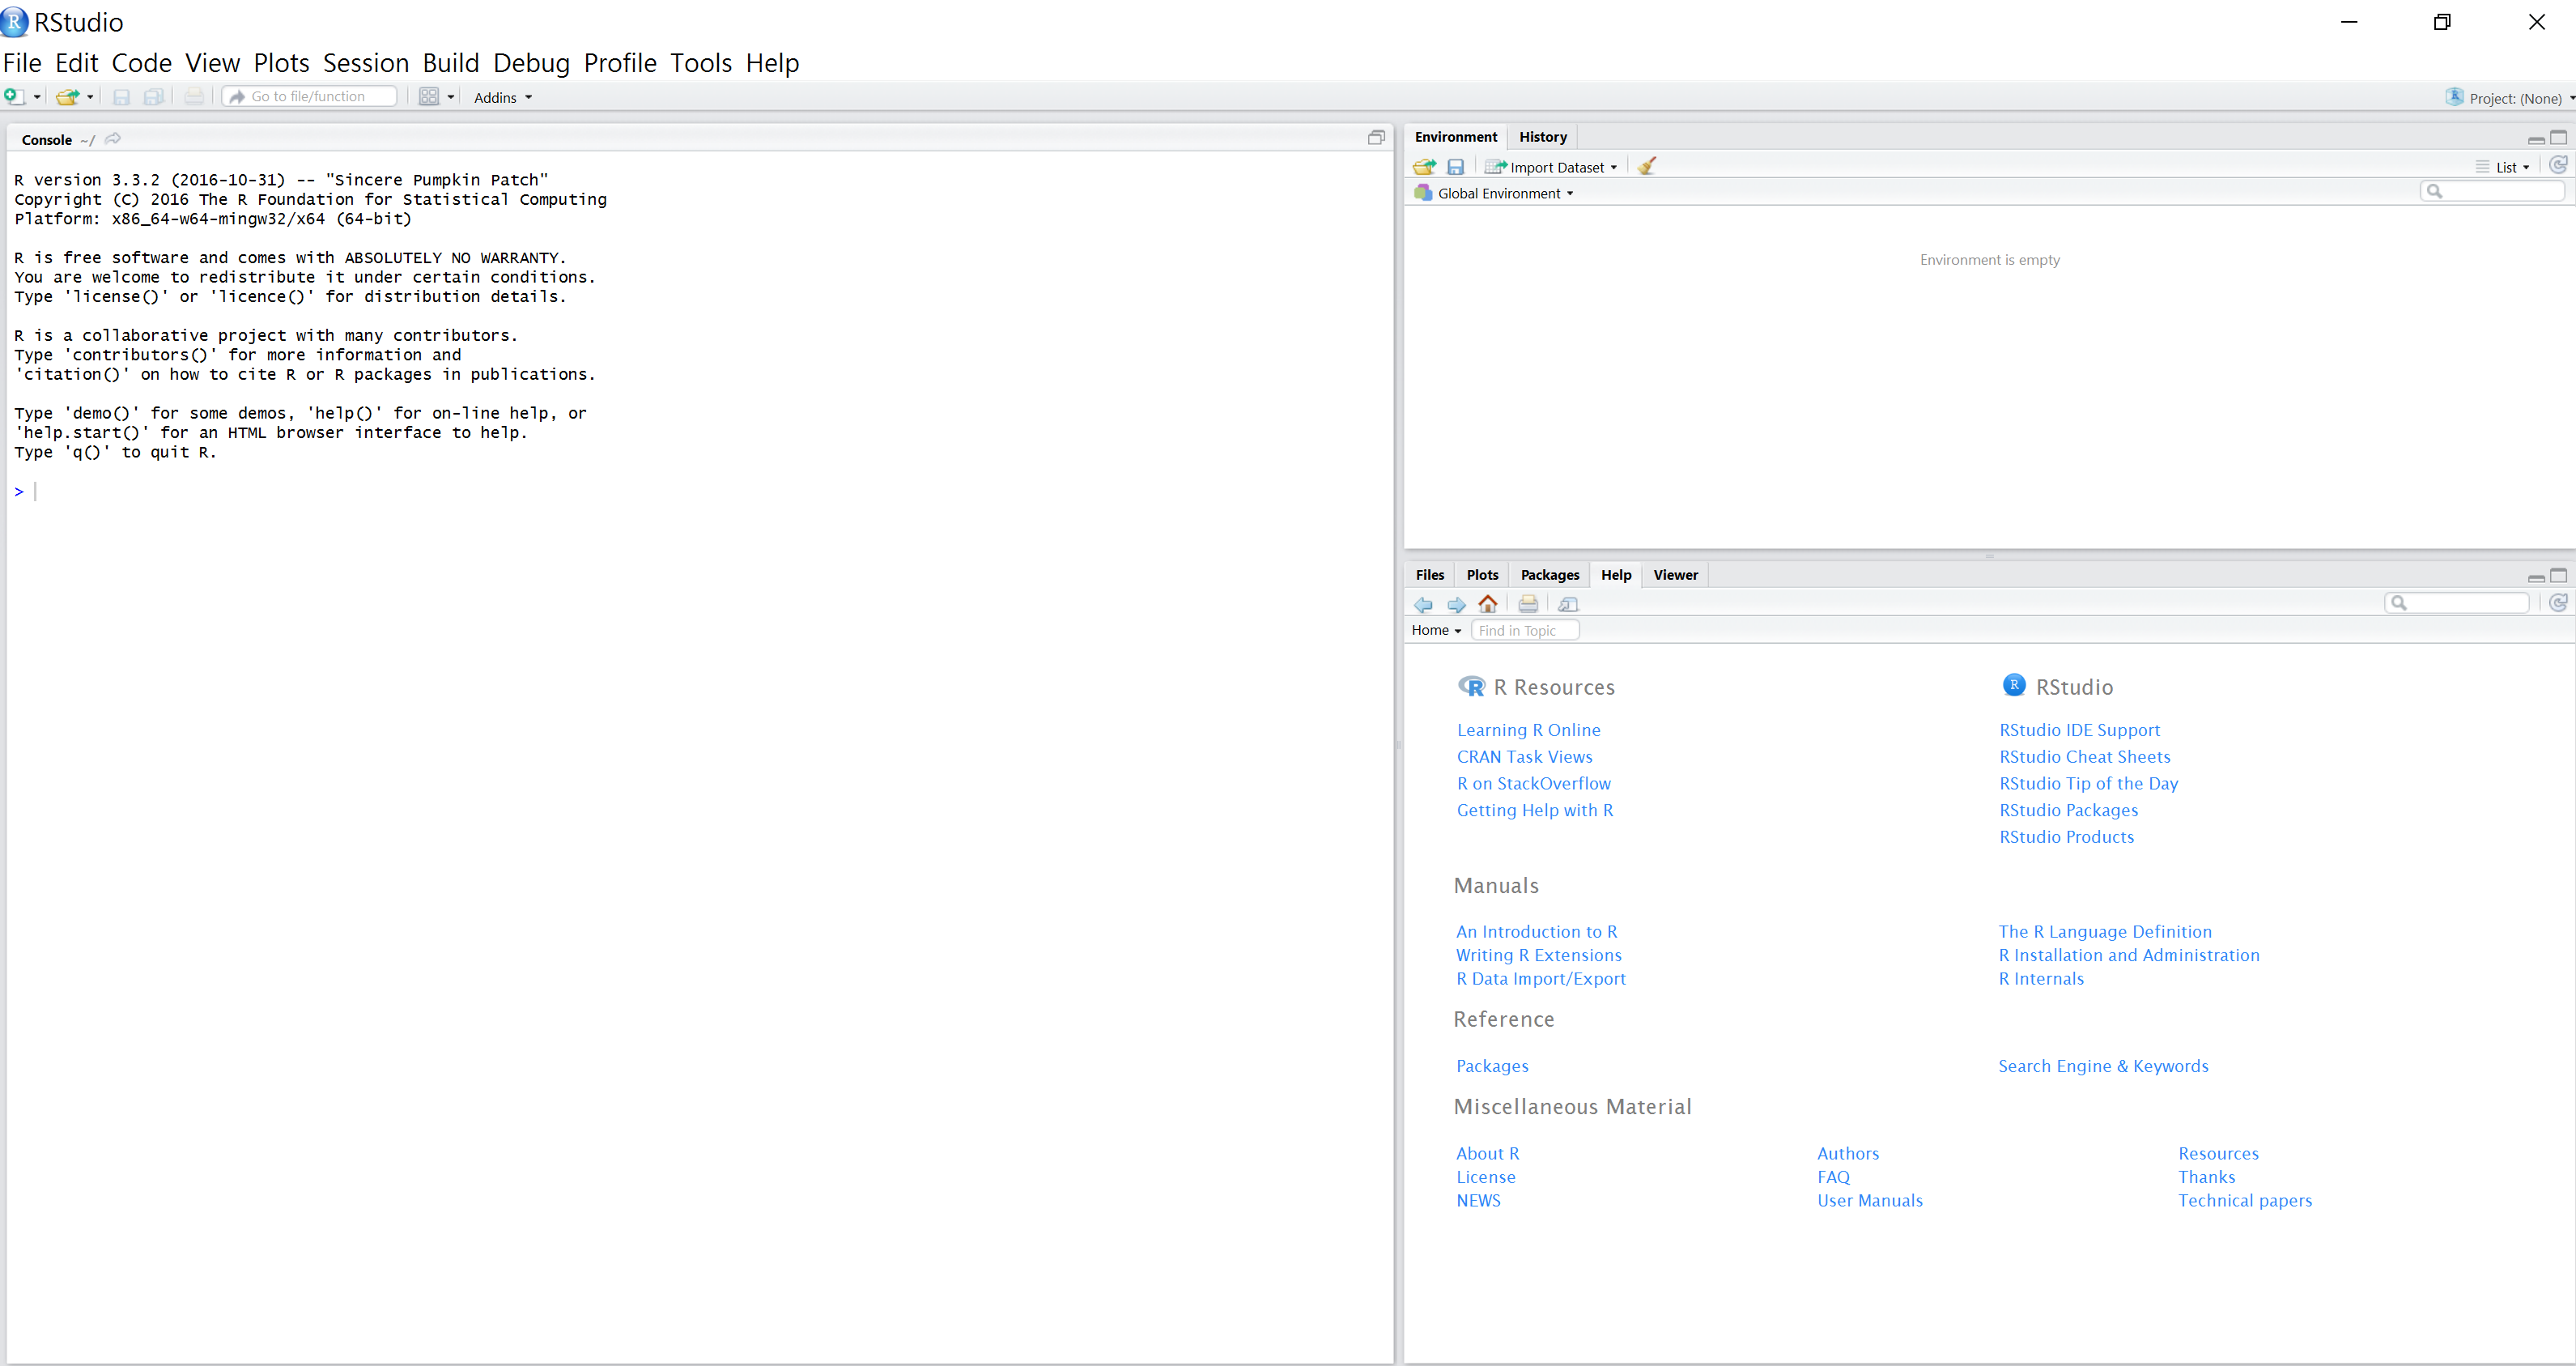 RStudio
File Edit Code View Plots Session Build Debug Profile Tools Help
Go to file/function
Addins
Project: (None)
Console ~/
R version 3.3.2 (2016-10-31) -- "Sincere Pumpkin Patch"
Copyright (C) 2016 The R Foundation for Statistical Computing
Platform: x86_64-w64-mingw32/x64 (64-bit)
R is free software and comes with ABSOLUTELY NO WARRANTY.
You are welcome to redistribute it under certain conditions.
Type 'license()' or 'licence()' for distribution details.
R is a collaborative project with many contributors.
Type 'contributors()' for more information and
'citation()' on how to cite R or R packages in publications.
Type 'demo()' for some demos, 'help()' for on-line help, or
'help.start()' for an HTML browser interface to help.
Type 'q()' to quit R.
>
Environment History
Import Dataset
List
Global Environment
Environment is empty
Files Plots Packages Help Viewer
Home Find in Topic
R Resources
Learning R Online
CRAN Task Views
R on StackOverflow
Getting Help with R
RStudio
RStudio IDE Support
RStudio Cheat Sheets
RStudio Tip of the Day
RStudio Packages
RStudio Products
Manuals
An Introduction to R
Writing R Extensions
R Data Import/Export
The R Language Definition
R Installation and Administration
R Internals
Reference
Packages
Search Engine & Keywords
Miscellaneous Material
About R
License
NEWS
Authors
FAQ
User Manuals
Resources
Thanks
Technical papers